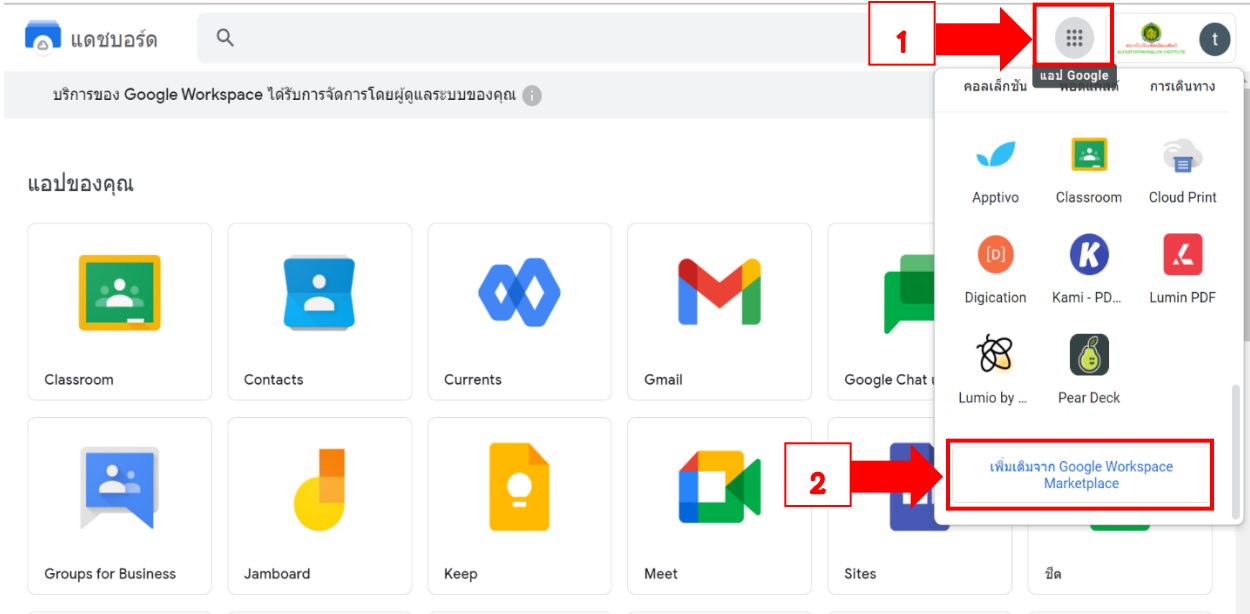 แดชบอร์ด
1
t
แอป Google
บริการของ Google Workspace ได้รับการจัดการโดยผู้ดูแลระบบของคุณ
คอลเล็กชัน
การเดินทาง
แอปของคุณ
Apptivo
Classroom
Cloud Print
[D]
K
Digication
Kami - PD...
Lumin PDF
Lumio by ...
Pear Deck
Classroom
Contacts
Currents
Gmail
Google Chat
2
เพิ่มเติมจาก Google Workspace
Marketplace
Groups for Business
Jamboard
Keep
Meet
Sites
ชีต